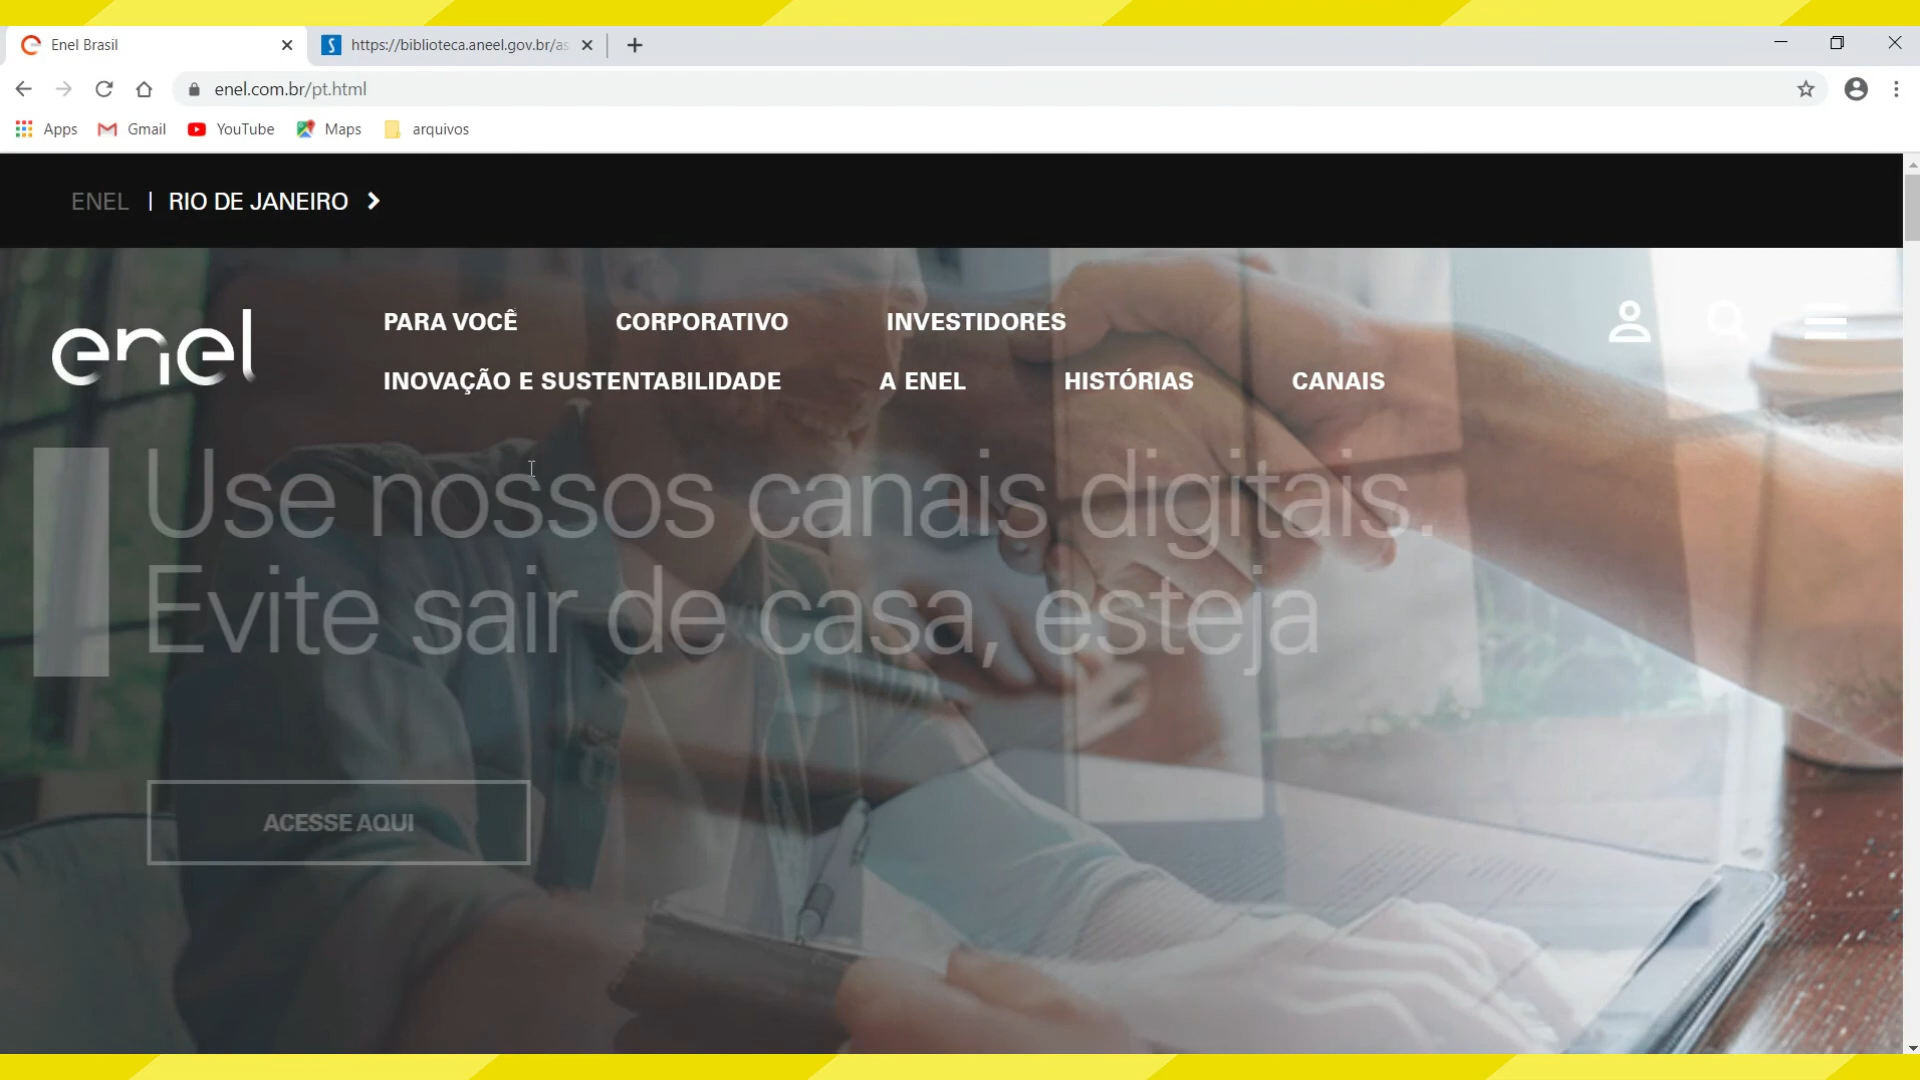 Enel Brasil
https://biblioteca.aneel.gov.br/as
enel.com.br/pt.html
Apps Gmail YouTube Maps arquivos
ENEL | RIO DE JANEIRO
enel
PARA VOCÊ CORPORATIVO INVESTIDORES
INOVAÇÃO E SUSTENTABILIDADE A ENEL HISTÓRIAS CANAIS
Use nossos canais digitais.
Evite sair de casa, esteja
ACESSE AQUI